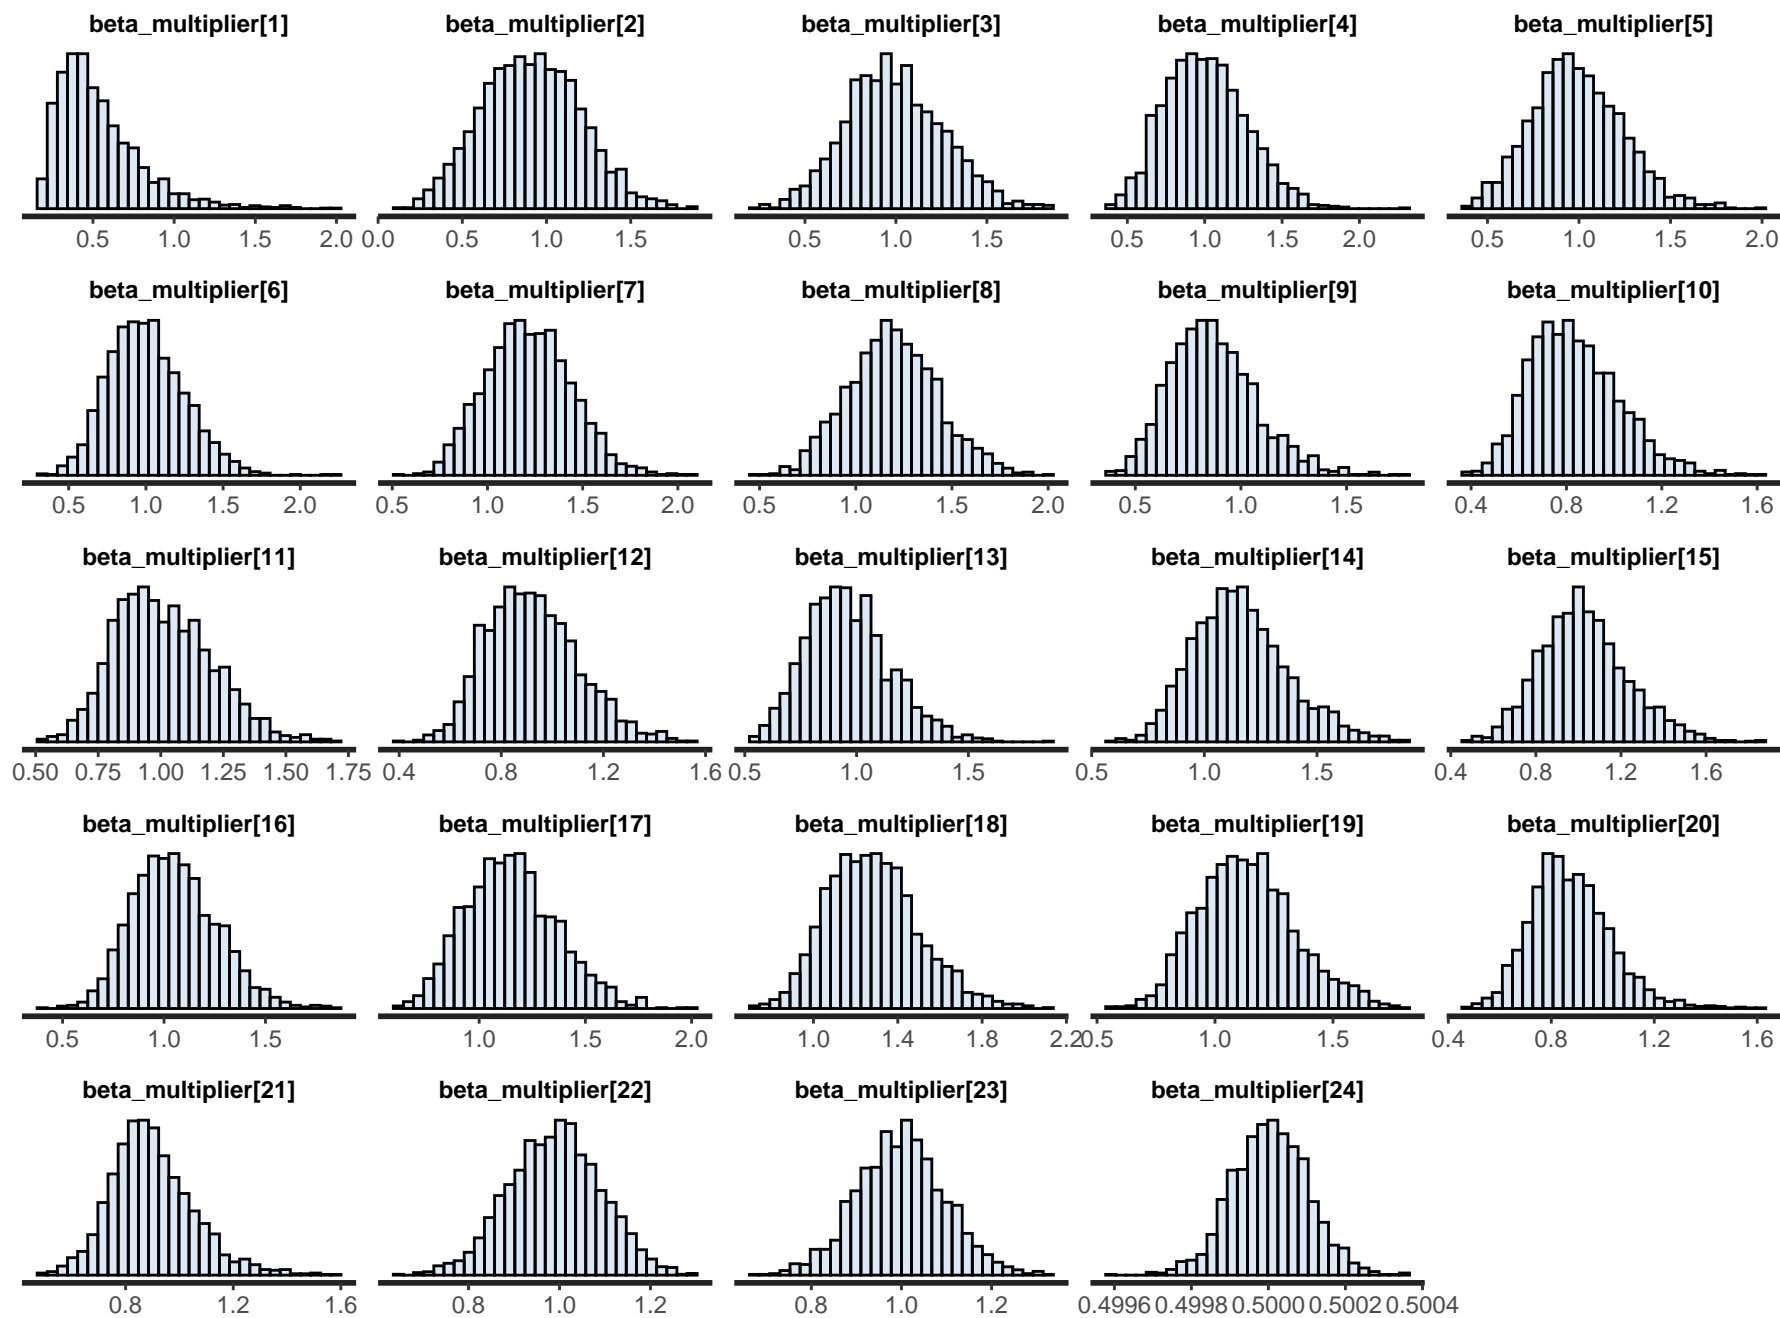 beta_multiplier[1] beta_multiplier[2] beta_multiplier[3] beta_multiplier[4] beta_multiplier[5]
0.5 1.0 1.5 2.0 0.0 0.5 1.0 1.5 0.5 1.0 1.5 0.5 1.0 1.5 2.0 0.5 1.0 1.5 2.0
beta_multiplier[6] beta_multiplier[7] beta_multiplier[8] beta_multiplier[9] beta_multiplier[10]
0.5 1.0 1.5 2.0 0.5 1.0 1.5 2.0 0.5 1.0 1.5 2.0 0.5 1.0 1.5 0.4 0.8 1.2 1.6
beta_multiplier[11] beta_multiplier[12] beta_multiplier[13] beta_multiplier[14] beta_multiplier[15]
0.50 0.75 1.00 1.25 1.50 1.75 0.4 0.8 1.2 1.6 0.5 1.0 1.5 0.5 1.0 1.5 0.4 0.8 1.2 1.6
beta_multiplier[16] beta_multiplier[17] beta_multiplier[18] beta_multiplier[19] beta_multiplier[20]
0.5 1.0 1.5 1.0 1.5 2.0 1.0 1.4 1.8 2.2 0.5 1.0 1.5 0.4 0.8 1.2 1.6
beta_multiplier[21] beta_multiplier[22] beta_multiplier[23] beta_multiplier[24]
0.8 1.2 1.6 0.8 1.0 1.2 0.8 1.0 1.2 0.4996 0.4998 0.5000 0.5002 0.5004